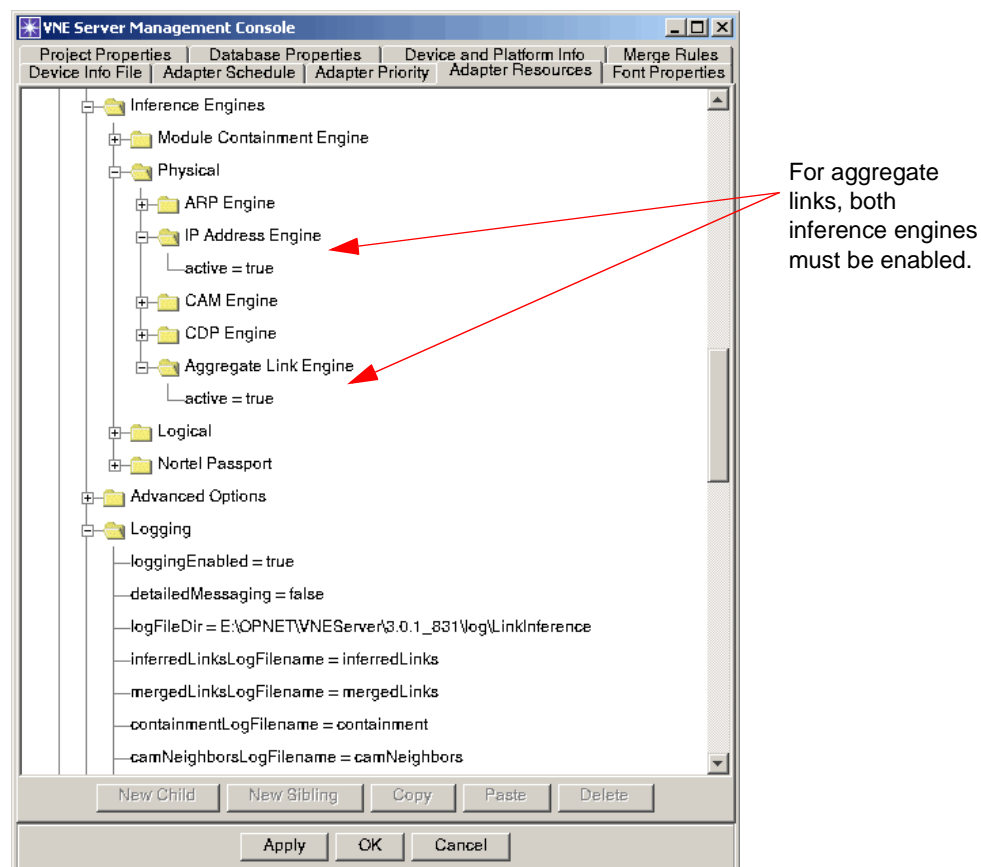 VNE Server Management Console
Project Properties
Database Properties
Device and Platform Info
Merge Rules
Device Info File
Adapter Schedule
Adapter Priority
Adapter Resources
Font Properties
Inference Engines
Module Containment Engine
Physical
ARP Engine
IP Address Engine
active = true
CAM Engine
CDP Engine
Aggregate Link Engine
active = true
Logical
Nortel Passport
Advanced Options
Logging
loggingEnabled = true
detailedMessaging = false
logFileDir = E:\OPNET\VNEServer\3.0.1_831\log\LinkInference
inferredLinksLogFilename = inferredLinks
mergedLinksLogFilename = mergedLinks
containmentLogFilename = containment
camNeighborsLogFilename = camNeighbors
New Child
New Sibling
Copy
Paste
Delete
Apply
OK
Cancel
For aggregate
links, both
inference engines
must be enabled.